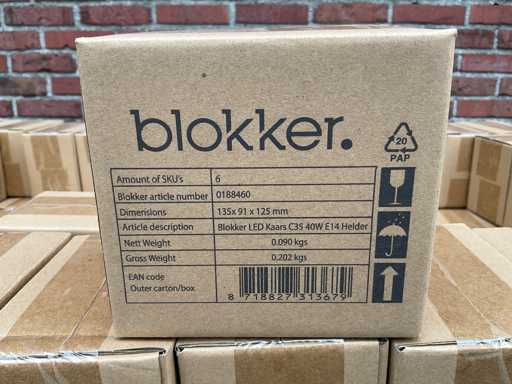 blokker.
20
PAP
Amount of SKU's 6
Blokker article number 0188460
Dimensions 135x 91 x 125 mm
Article description Blokker LED Kaars C35 40W E14 Helder
Nett Weight 0.090 kgs
Gross Weight 0.202 kgs
EAN code
Outer carton/box
8 718827 313679